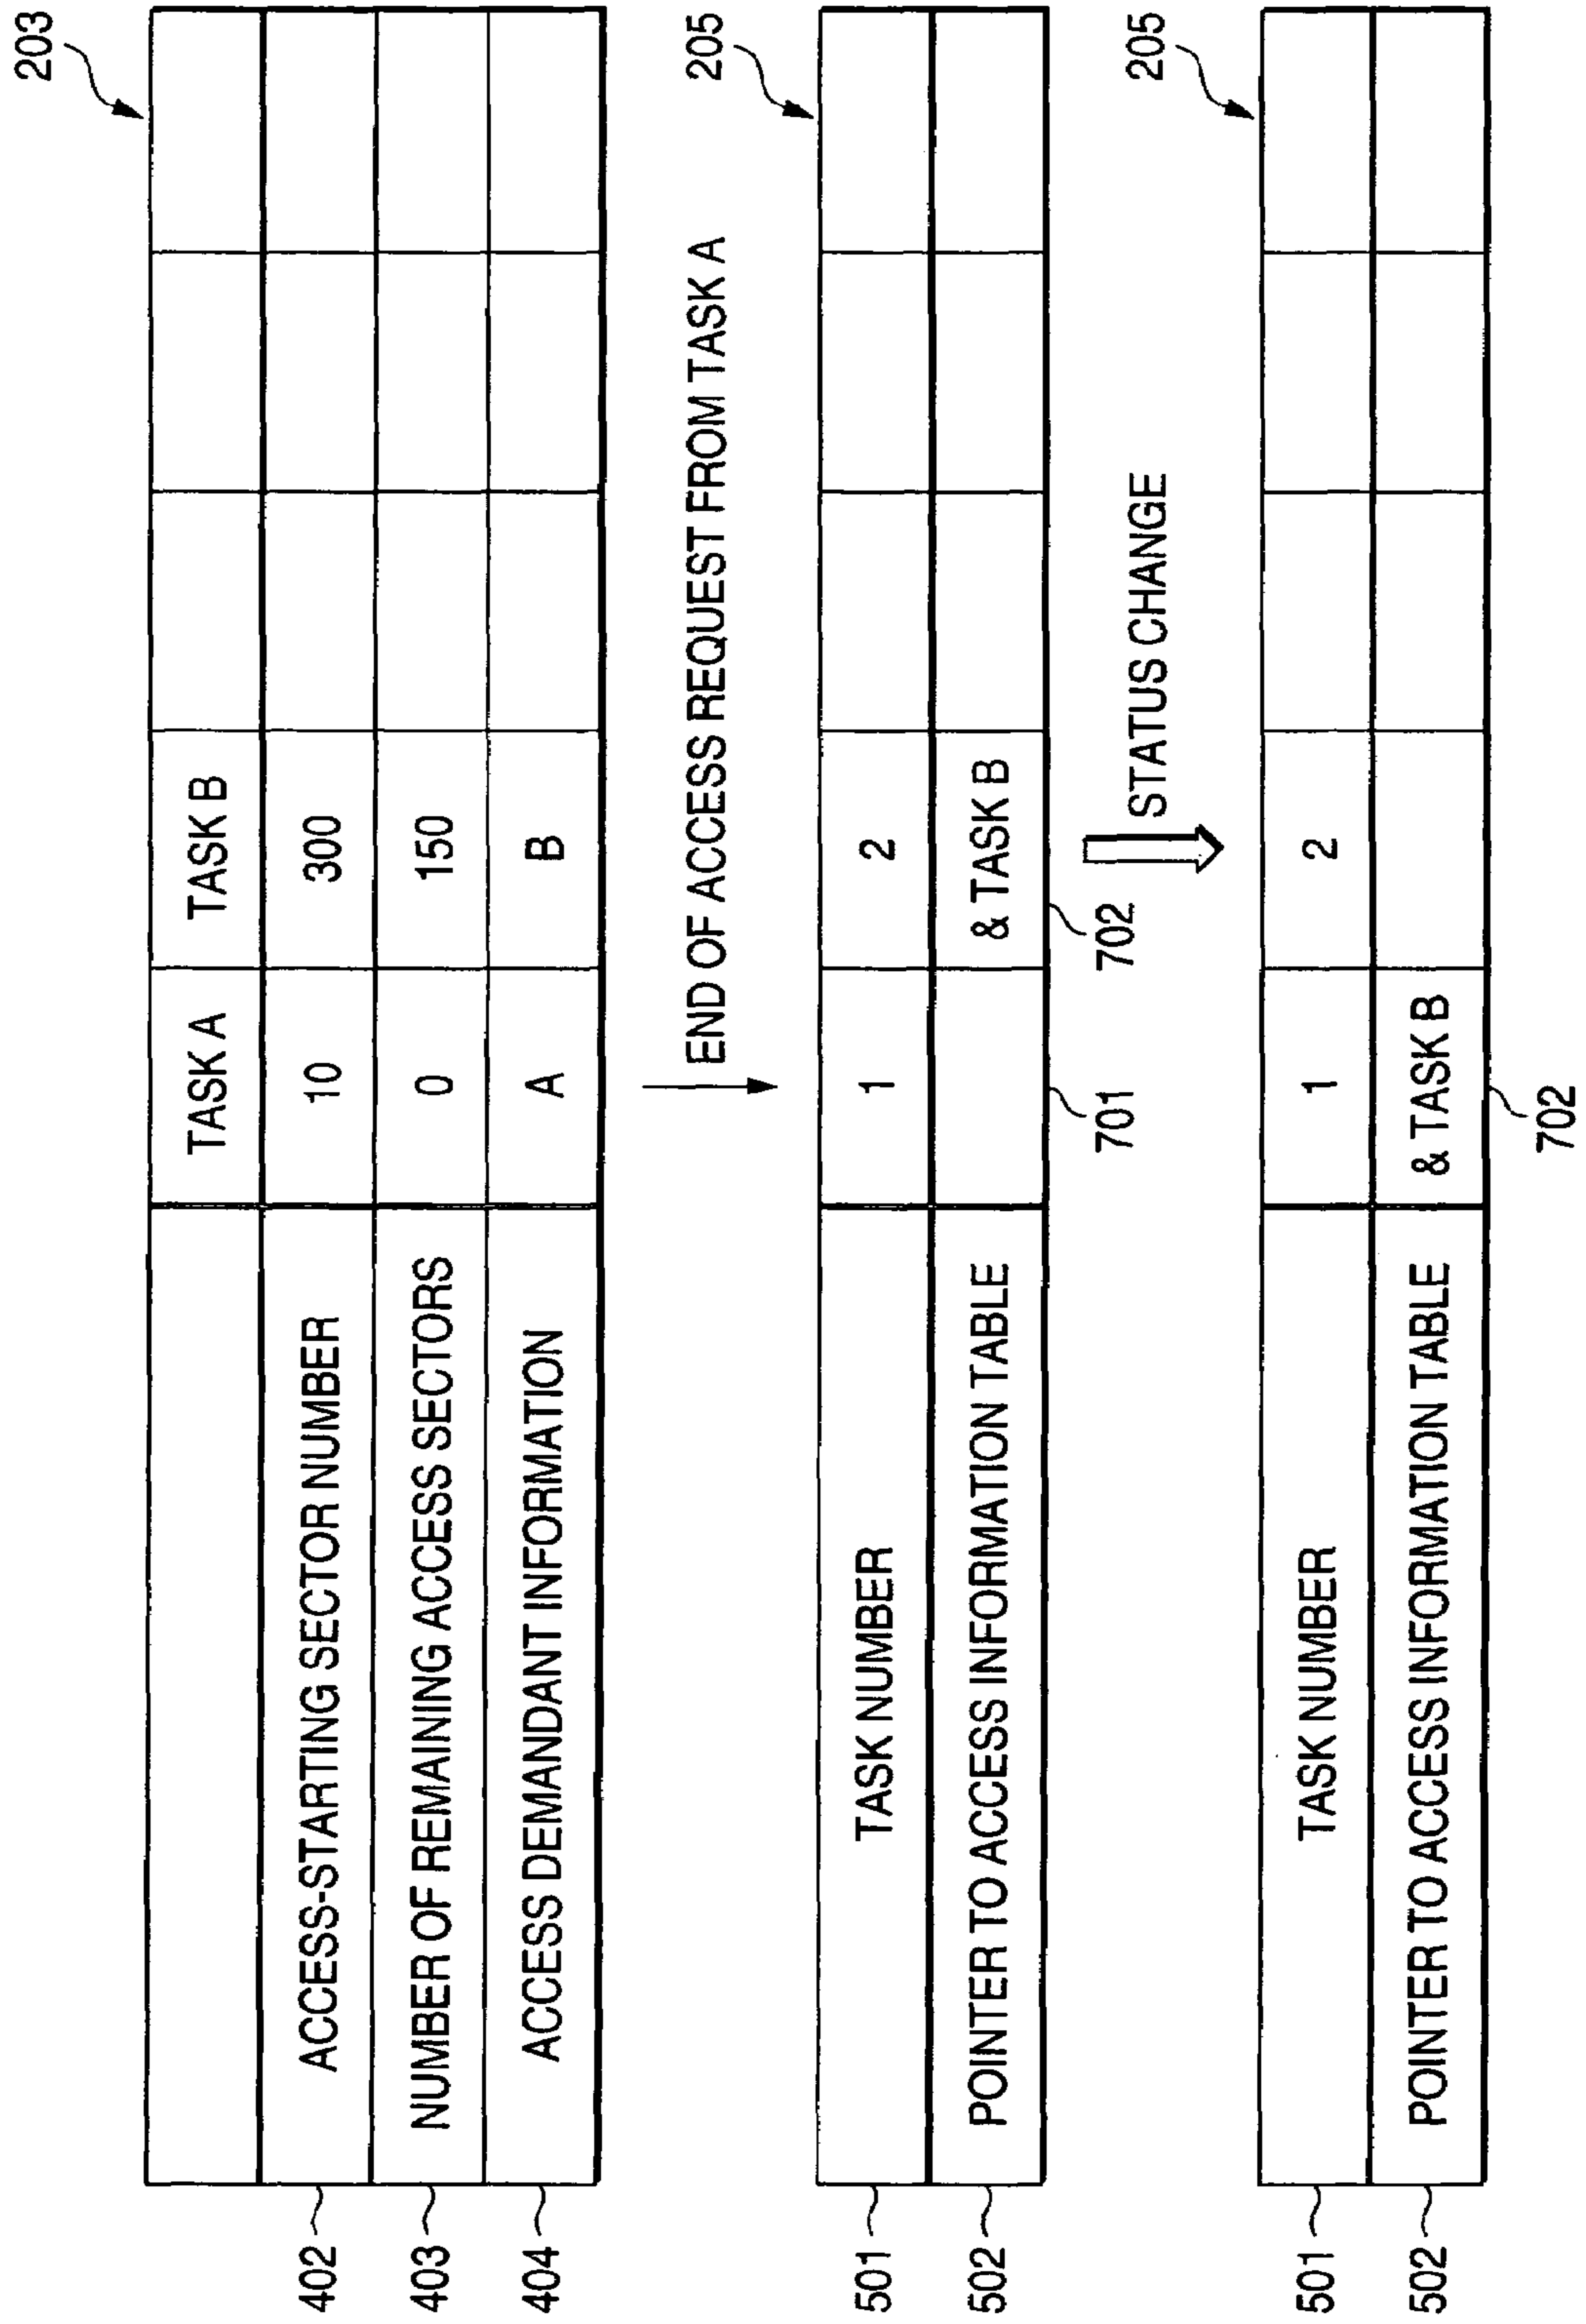 203
TASK A TASK B
402 ACCESS-STARTING SECTOR NUMBER 10 300
403 NUMBER OF REMAINING ACCESS SECTORS 0 150
404 ACCESS DEMANDANT INFORMATION A B
END OF ACCESS REQUEST FROM TASK A
205
501 TASK NUMBER 1 2
502 POINTER TO ACCESS INFORMATION TABLE & TASK B
701 702
STATUS CHANGE
205
501 TASK NUMBER 1 2
502 POINTER TO ACCESS INFORMATION TABLE & TASK B
702